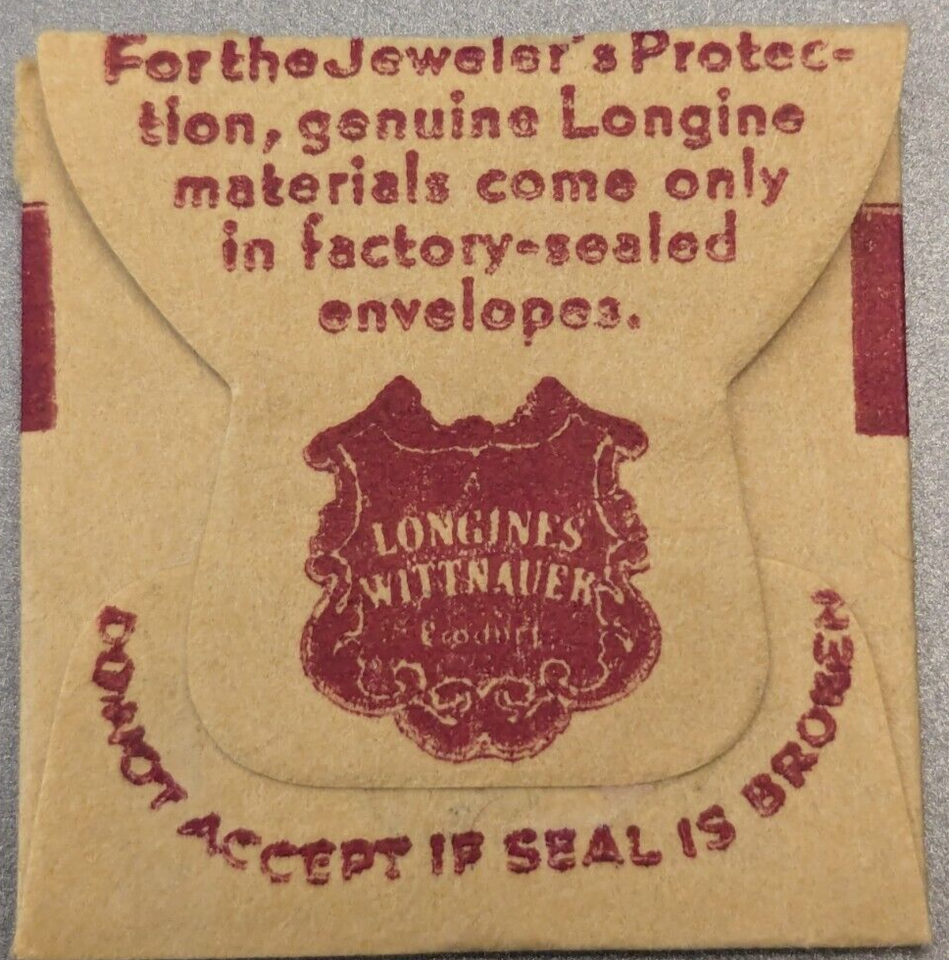 For the Jeweler's Protec-
tion, genuine Longine
materials come only
in factory-sealed
envelopes.
LONGINES
WITTNAUER
Product
DO NOT ACCEPT IF SEAL IS BROKEN